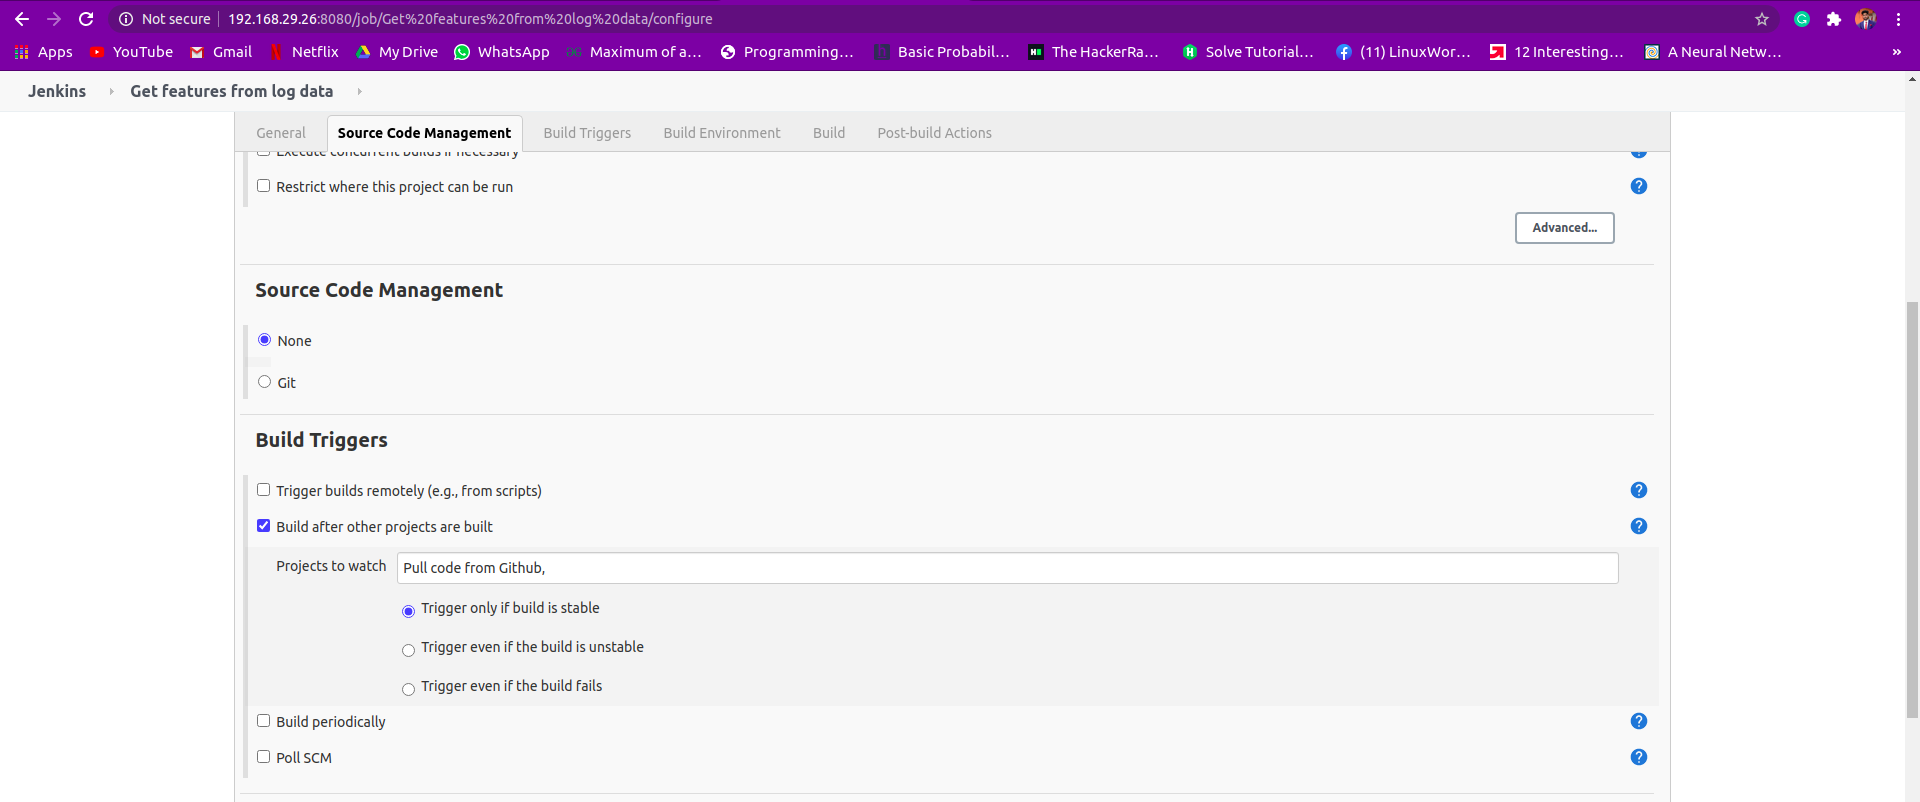 Not secure
192.168.29.26:8080/job/Get%20features%20from%20log%20data/configure
Apps
YouTube
Gmail
Netflix
My Drive
WhatsApp
Maximum of a...
Programming...
Basic Probabil...
The HackerRa...
Solve Tutorial...
(11) LinuxWor...
12 Interesting...
A Neural Netw...
»
Jenkins
Get features from log data
General
Source Code Management
Build Triggers
Build Environment
Build
Post-build Actions
Execute concurrent builds if necessary
Restrict where this project can be run
?
Advanced...
Source Code Management
None
Git
Build Triggers
Trigger builds remotely (e.g., from scripts)
?
Build after other projects are built
?
Projects to watch
Pull code from Github,
Trigger only if build is stable
Trigger even if the build is unstable
Trigger even if the build fails
Build periodically
?
Poll SCM
?